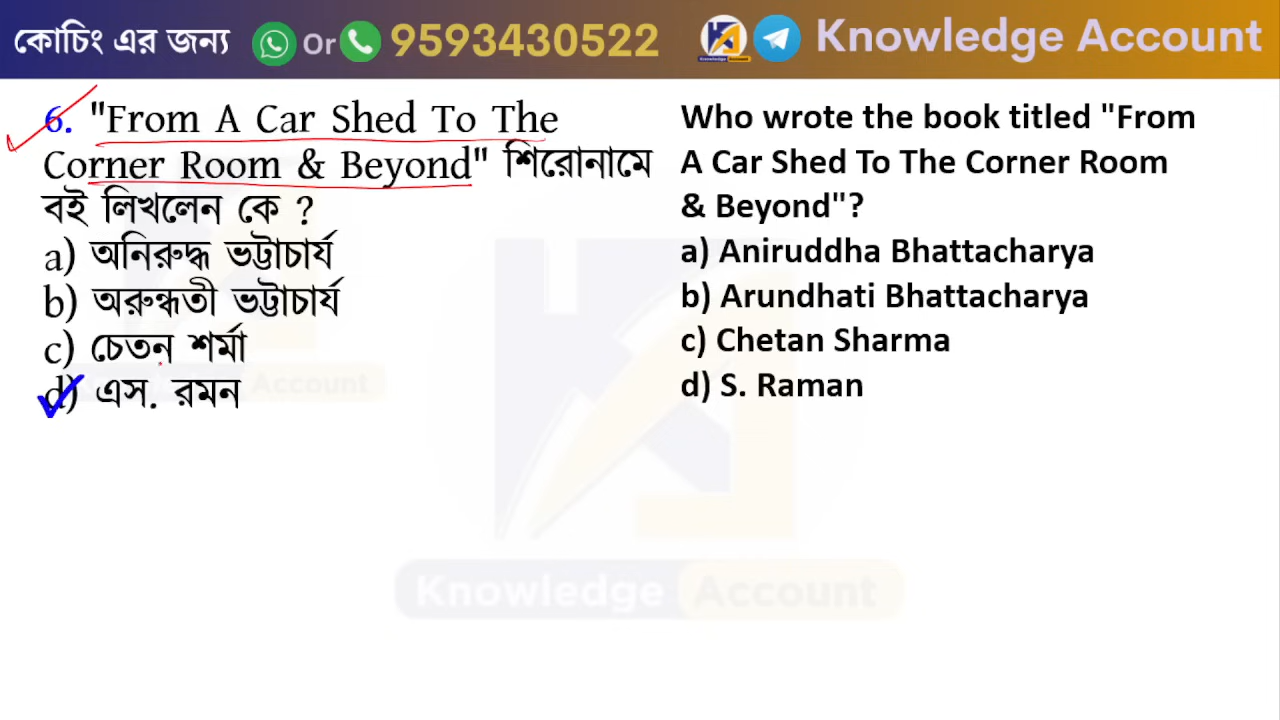 কোচিং এর জন্য Or 9593430522 Knowledge Account
6. "From A Car Shed To The
Corner Room & Beyond" শিরোনামে
বই লিখলেন কে ?
a) অনিরুদ্ধ ভট্টাচার্য
b) অরুন্ধতী ভট্টাচার্য
c) চেতন শর্মা
d) এস. রমন
Who wrote the book titled "From
A Car Shed To The Corner Room
& Beyond"?
a) Aniruddha Bhattacharya
b) Arundhati Bhattacharya
c) Chetan Sharma
d) S. Raman
Knowledge Account